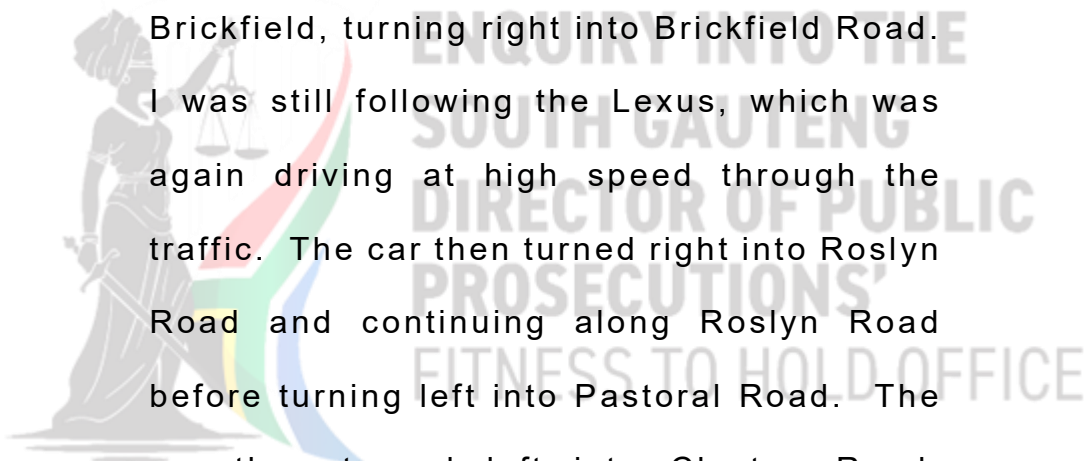 Brickfield, turning right into Brickfield Road.
I was still following the Lexus, which was
again driving at high speed through the
traffic. The car then turned right into Roslyn
Road and continuing along Roslyn Road
before turning left into Pastoral Road. The
ENQUIRY INTO THE
SOUTH GAUTENG
DIRECTOR OF PUBLIC
PROSECUTIONS'
FITNESS TO HOLD OFFICE